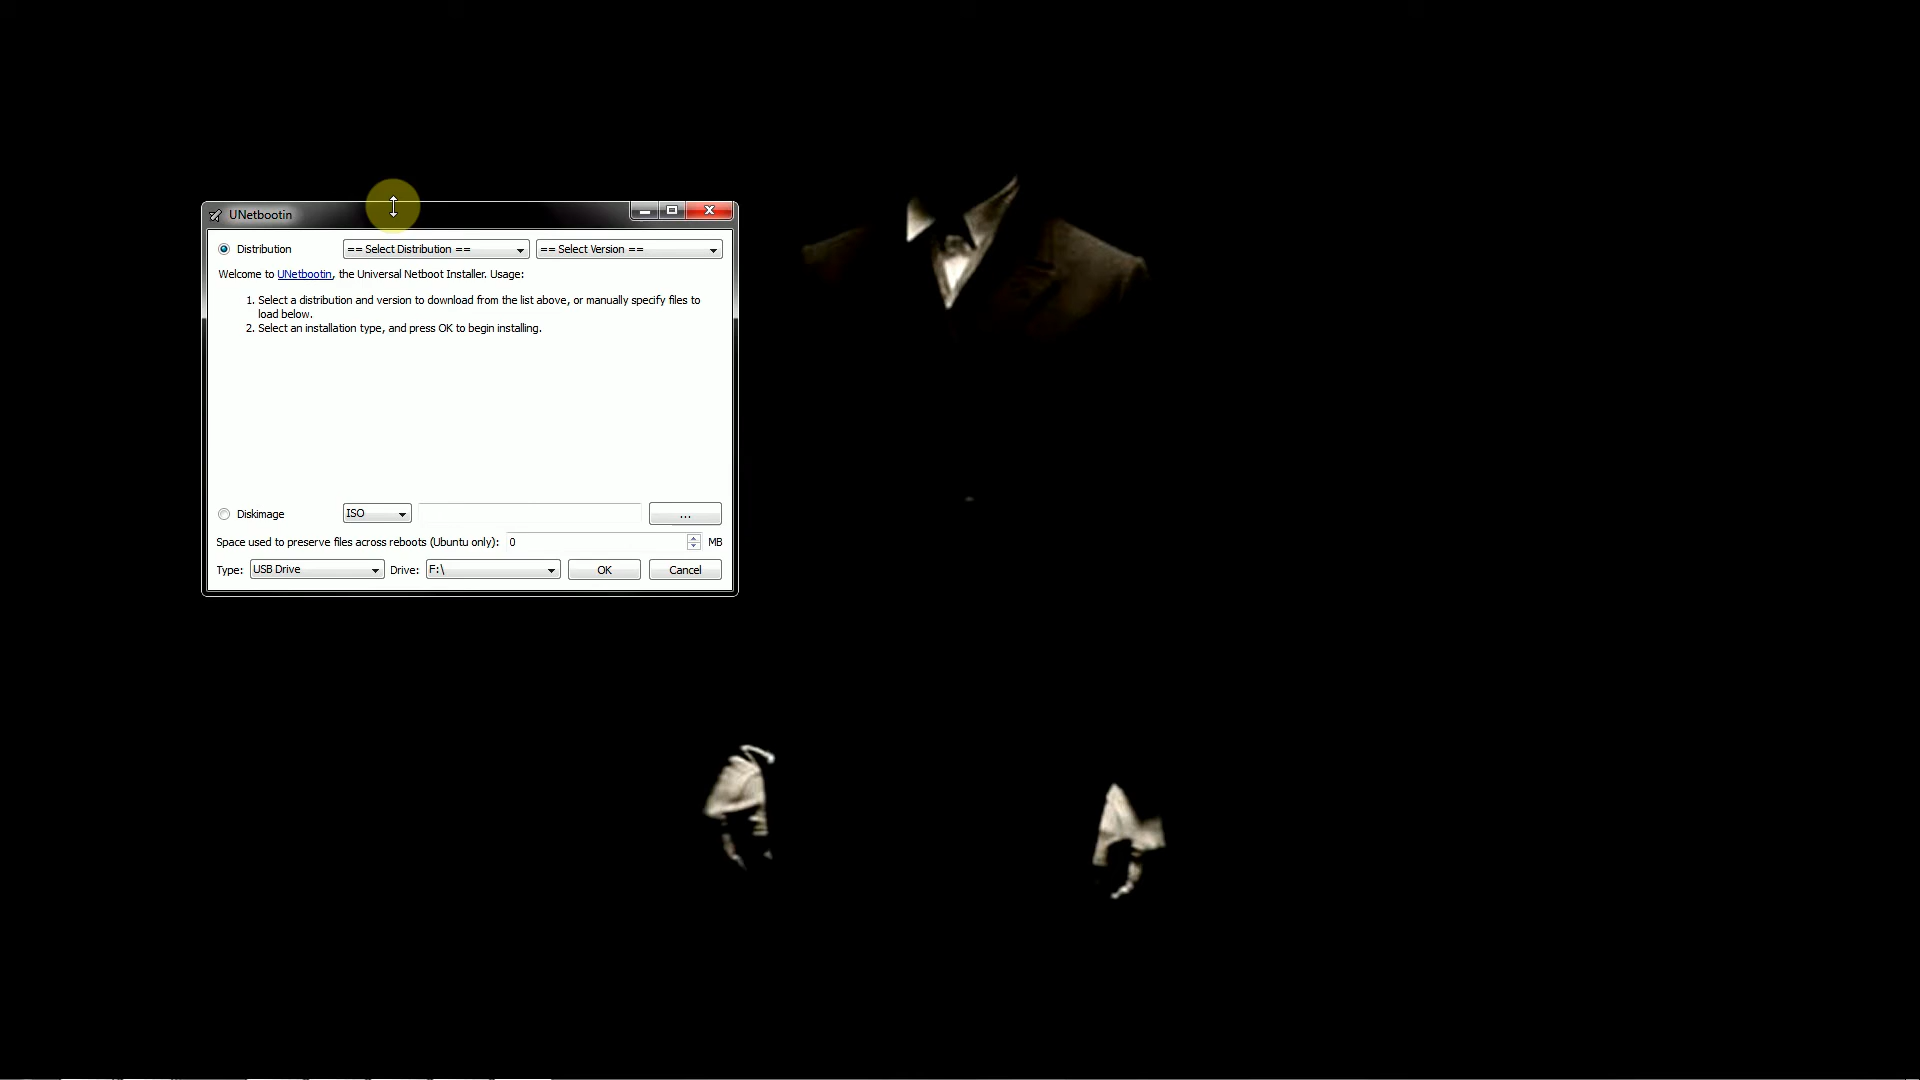 UNetbootin
Distribution == Select Distribution == == Select Version ==
Welcome to UNetbootin, the Universal Netboot Installer. Usage:
1. Select a distribution and version to download from the list above, or manually specify files to
load below.
2. Select an installation type, and press OK to begin installing.
Diskimage ISO ...
Space used to preserve files across reboots (Ubuntu only): 0 MB
Type: USB Drive Drive: F:\ OK Cancel